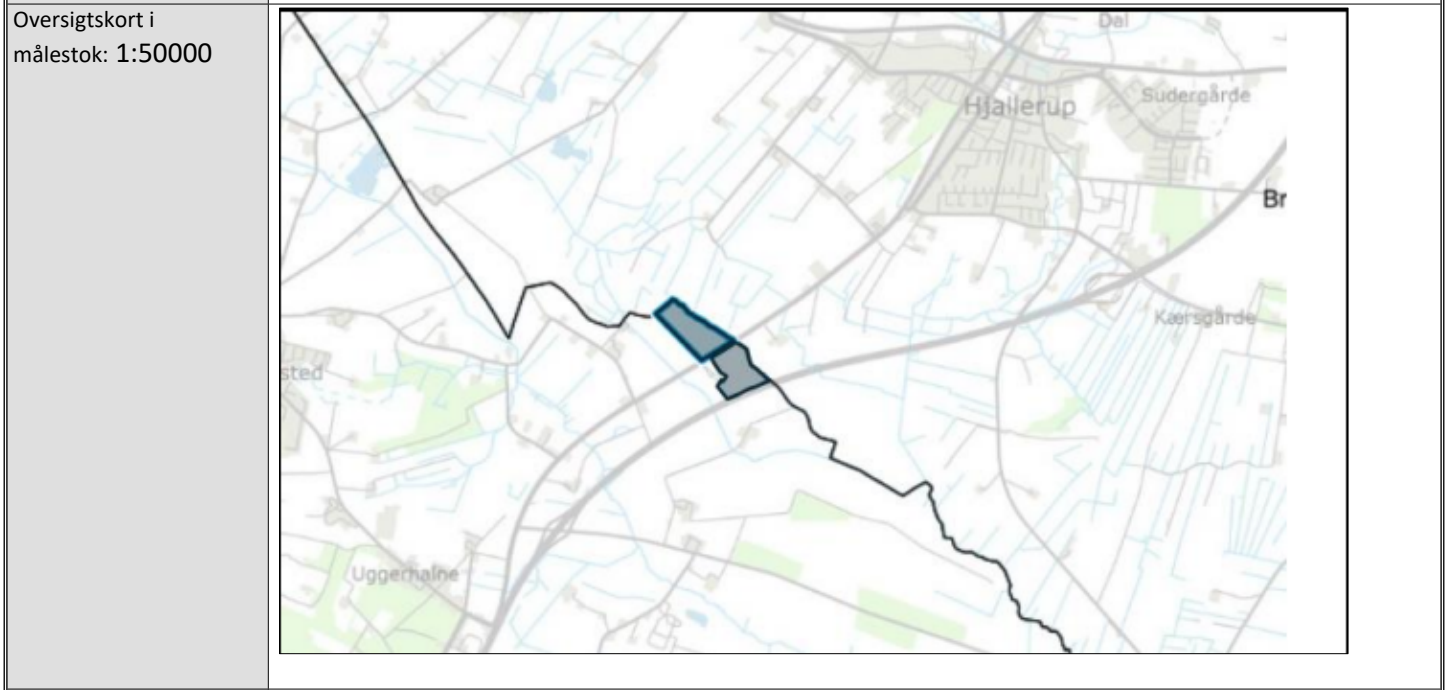 Oversigtskort i
målestok: 1:50000
Dal
Hjallerup
Sudergårde
Br
Kærsgårde
sted
Uggerhalne